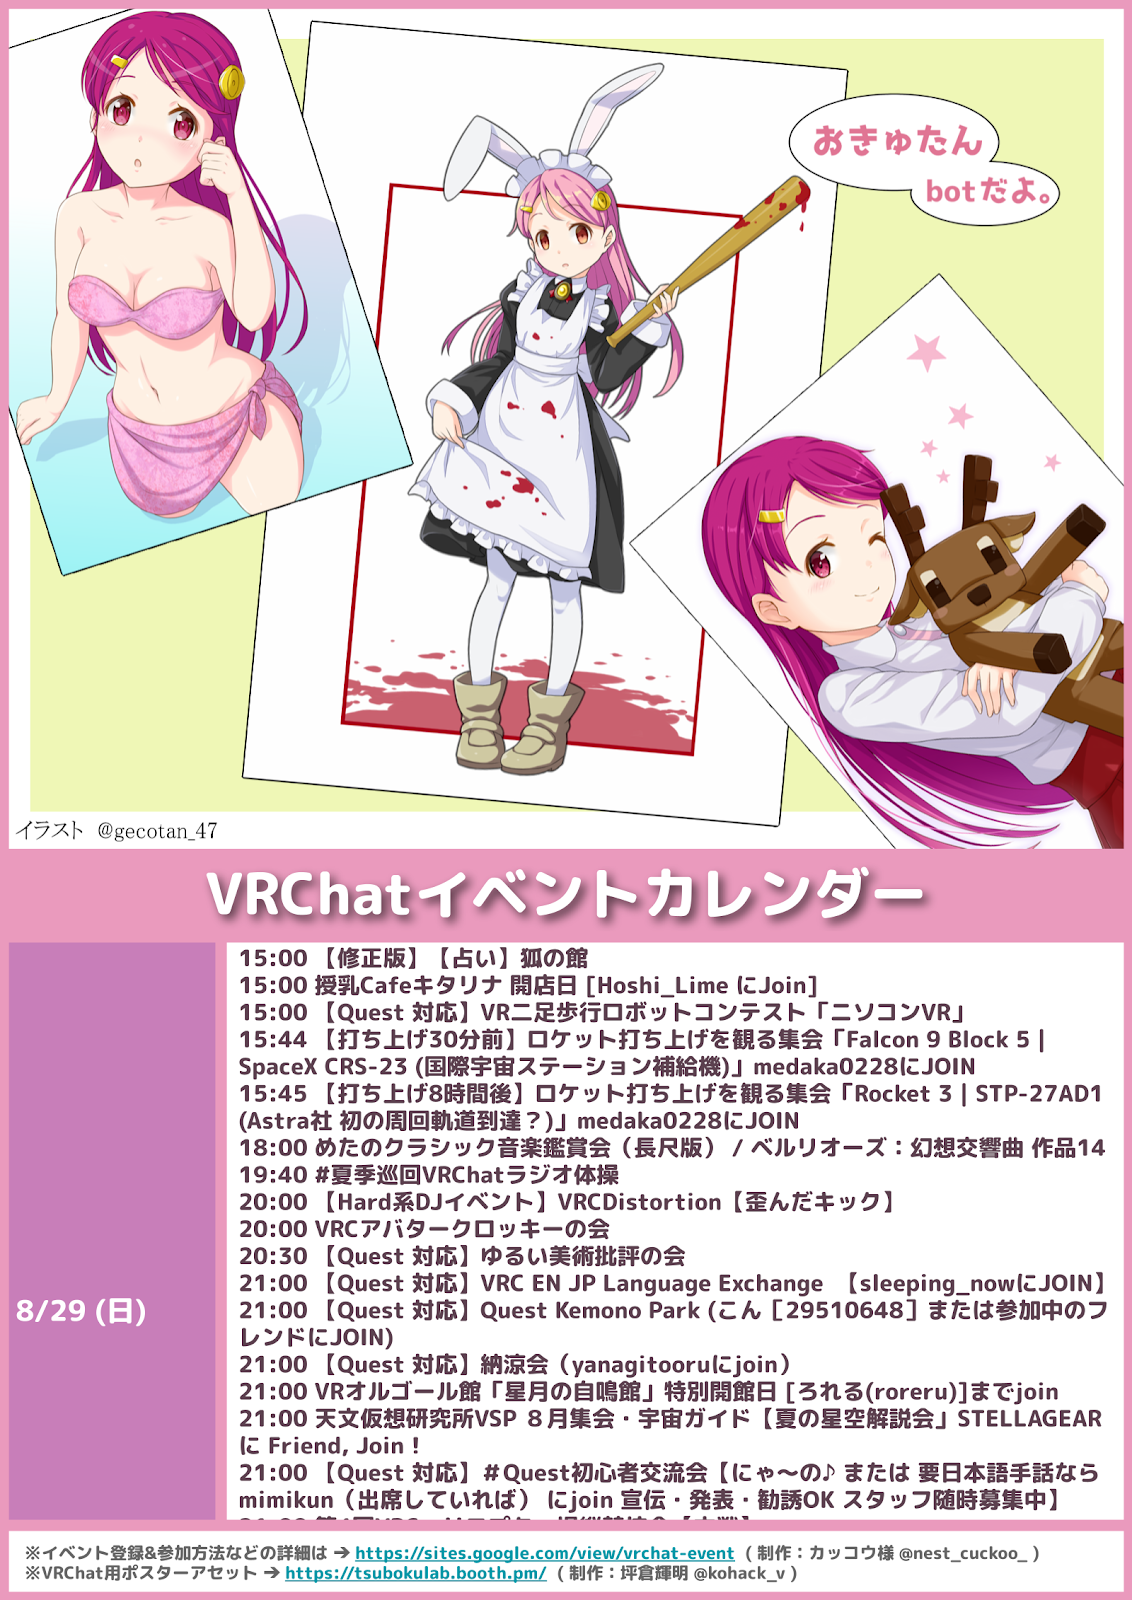 おきゅたん
botだよ。
イラスト @gecotan_47
VRChatイベントカレンダー
8/29 (日)
15:00 【修正版】【占い】狐の館
15:00 授乳Cafeキタリナ 開店日 [Hoshi_Lime にJoin]
15:00 【Quest 対応】VR二足歩行ロボットコンテスト「ニソコンVR」
15:44 【打ち上げ30分前】ロケット打ち上げを観る集会「Falcon 9 Block 5 |
SpaceX CRS-23 (国際宇宙ステーション補給機)」medaka0228にJOIN
15:45 【打ち上げ8時間後】ロケット打ち上げを観る集会「Rocket 3 | STP-27AD1
(Astra社 初の周回軌道到達？)」medaka0228にJOIN
18:00 めたのクラシック音楽鑑賞会（長尺版） / ベルリオーズ：幻想交響曲 作品14
19:40 #夏季巡回VRChatラジオ体操
20:00 【Hard系DJイベント】VRCDistortion【歪んだキック】
20:00 VRCアバタークロッキーの会
20:30 【Quest 対応】ゆるい美術批評の会
21:00 【Quest 対応】VRC EN JP Language Exchange 【sleeping_nowにJOIN】
21:00 【Quest 対応】Quest Kemono Park (こん［29510648］または参加中のフ
レンドにJOIN)
21:00 【Quest 対応】納涼会（yanagitooruにjoin）
21:00 VRオルゴール館「星月の自鳴館」特別開館日 [ろれる(roreru)]までjoin
21:00 天文仮想研究所VSP ８月集会・宇宙ガイド【夏の星空解説会」STELLAGEAR
に Friend, Join！
21:00 【Quest 対応】＃Quest初心者交流会【にゃ〜の♪ または 要日本語手話なら
mimikun（出席していれば） にjoin 宣伝・発表・勧誘OK スタッフ随時募集中】
※イベント登録&参加方法などの詳細は ➔ https://sites.google.com/view/vrchat-event （制作：カッコウ様 @nest_cuckoo_ ）
※VRChat用ポスターアセット ➔ https://tsubokulab.booth.pm/ （制作：坪倉輝明 @kohack_v ）